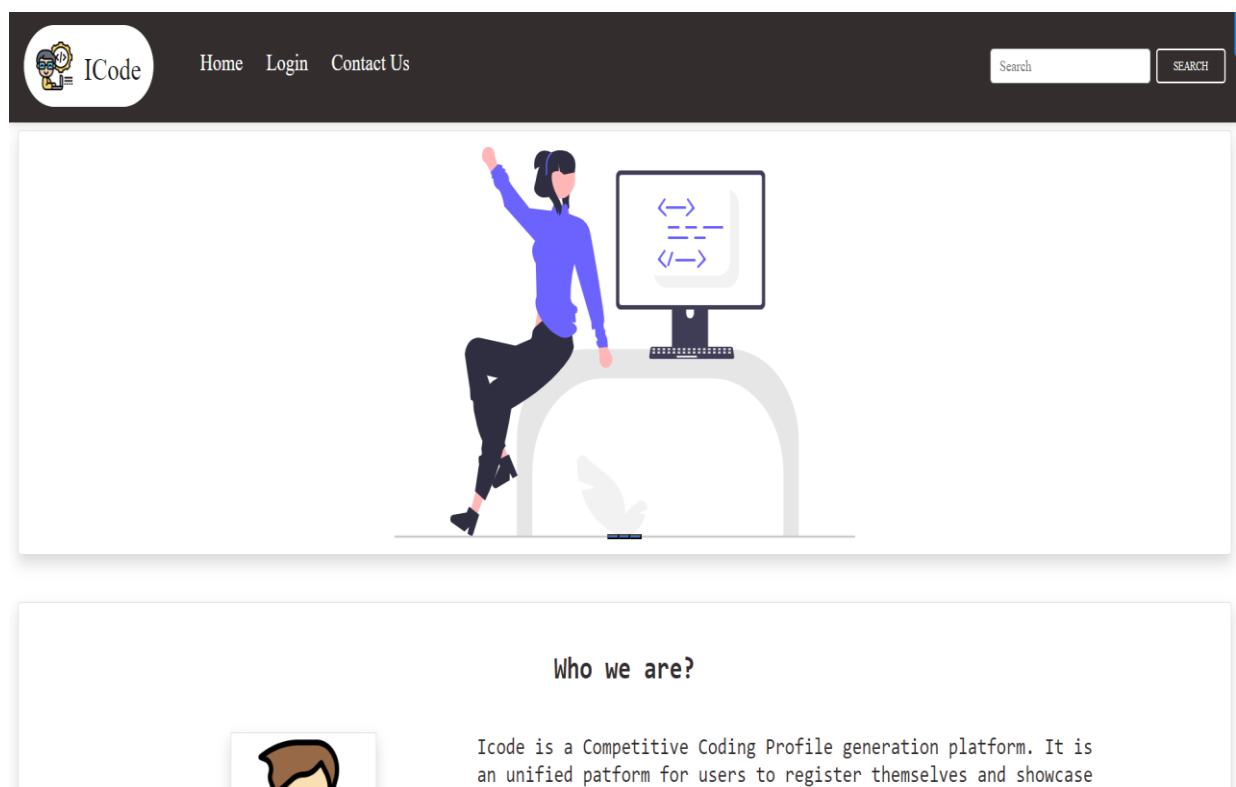 ICode
Home Login Contact Us
Search
SEARCH
Who we are?
Icode is a Competitive Coding Profile generation platform. It is
an unified patform for users to register themselves and showcase